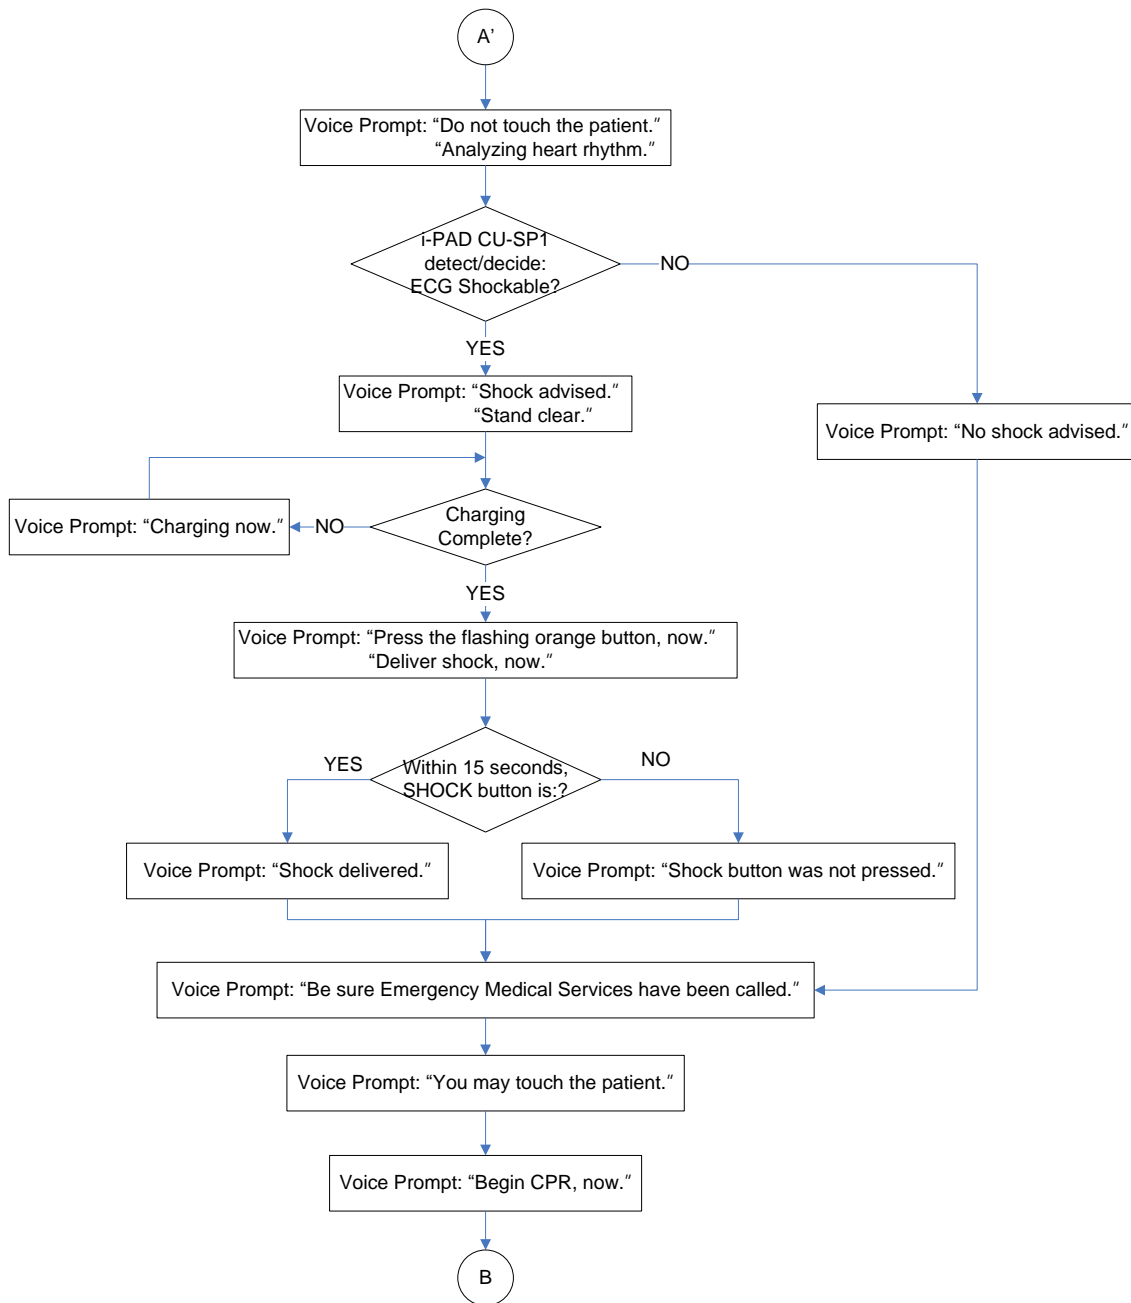 A’
Voice Prompt: “Do not touch the patient.”
“Analyzing heart rhythm.”
i-PAD CU-SP1
detect/decide:
ECG Shockable?
NO
YES
Voice Prompt: “Shock advised.”
“Stand clear.”
Voice Prompt: “No shock advised.”
Voice Prompt: “Charging now.”
NO
Charging
Complete?
YES
Voice Prompt: “Press the flashing orange button, now.”
“Deliver shock, now.”
YES
Within 15 seconds,
SHOCK button is:?
NO
Voice Prompt: “Shock delivered.”
Voice Prompt: “Shock button was not pressed.”
Voice Prompt: “Be sure Emergency Medical Services have been called.”
Voice Prompt: “You may touch the patient.”
Voice Prompt: “Begin CPR, now.”
B